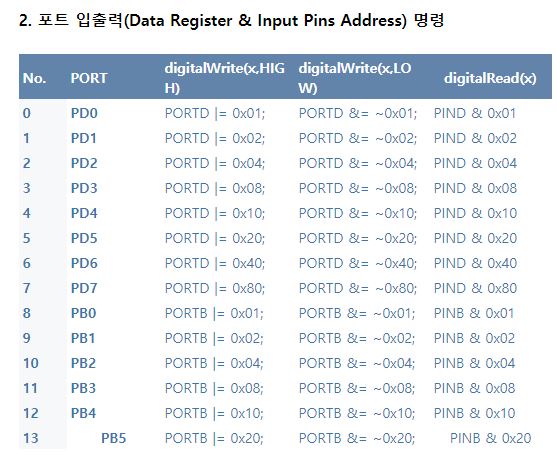 2. 포트 입출력(Data Register & Input Pins Address) 명령
No. PORT digitalWrite(x,HIGH) digitalWrite(x,LOW) digitalRead(x)
0 PD0 PORTD |= 0x01; PORTD &= ~0x01; PIND & 0x01
1 PD1 PORTD |= 0x02; PORTD &= ~0x02; PIND & 0x02
2 PD2 PORTD |= 0x04; PORTD &= ~0x04; PIND & 0x04
3 PD3 PORTD |= 0x08; PORTD &= ~0x08; PIND & 0x08
4 PD4 PORTD |= 0x10; PORTD &= ~0x10; PIND & 0x10
5 PD5 PORTD |= 0x20; PORTD &= ~0x20; PIND & 0x20
6 PD6 PORTD |= 0x40; PORTD &= ~0x40; PIND & 0x40
7 PD7 PORTD |= 0x80; PORTD &= ~0x80; PIND & 0x80
8 PB0 PORTB |= 0x01; PORTB &= ~0x01; PINB & 0x01
9 PB1 PORTB |= 0x02; PORTB &= ~0x02; PINB & 0x02
10 PB2 PORTB |= 0x04; PORTB &= ~0x04; PINB & 0x04
11 PB3 PORTB |= 0x08; PORTB &= ~0x08; PINB & 0x08
12 PB4 PORTB |= 0x10; PORTB &= ~0x10; PINB & 0x10
13 PB5 PORTB |= 0x20; PORTB &= ~0x20; PINB & 0x20